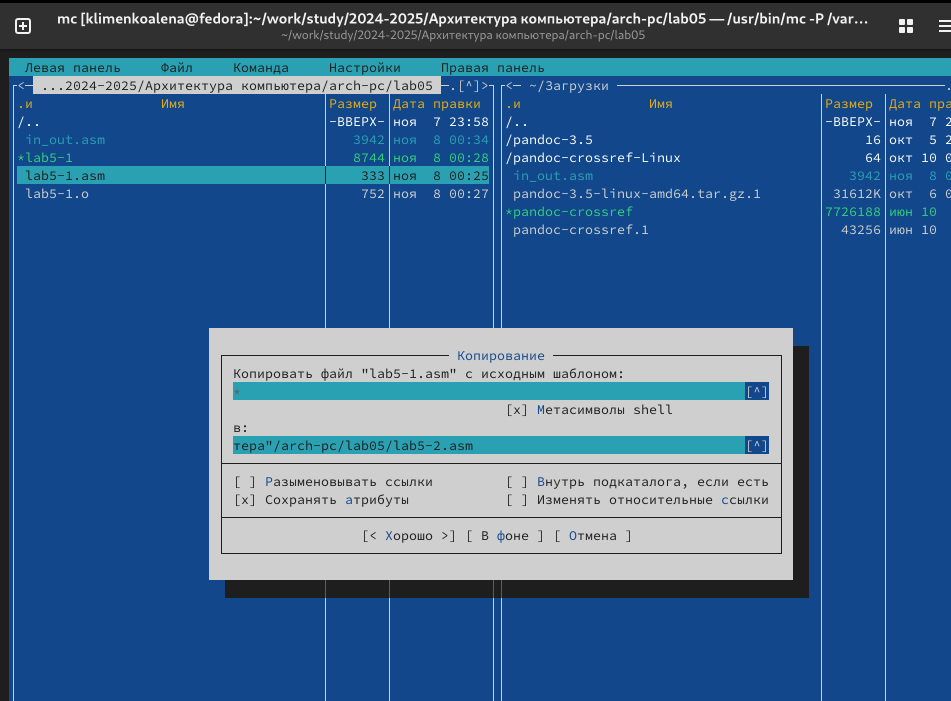 mc [klimenkoalena@fedora]:~/work/study/2024-2025/Архитектура компьютера/arch-pc/lab05 — /usr/bin/mc -P /var…
~/work/study/2024-2025/Архитектура компьютера/arch-pc/lab05
Левая панель Файл Команда Настройки Правая панель
<— ...2024-2025/Архитектура компьютера/arch-pc/lab05 —.[^]>
.и Имя Размер Дата правки
/.. -ВВЕРХ- ноя 7 23:58
in_out.asm 3942 ноя 8 00:34
*lab5-1 8744 ноя 8 00:28
lab5-1.asm 333 ноя 8 00:25
lab5-1.o 752 ноя 8 00:27
<— ~/Загрузки
.и Имя Размер Дата пра
/.. -ВВЕРХ- ноя 7 2
/pandoc-3.5 16 окт 5 2
/pandoc-crossref-Linux 64 окт 10 0
in_out.asm 3942 ноя 8 0
pandoc-3.5-linux-amd64.tar.gz.1 31612K окт 6 0
*pandoc-crossref 7726188 июн 10
pandoc-crossref.1 43256 июн 10
Копирование
Копировать файл "lab5-1.asm" с исходным шаблоном:
* [^]
[x] Метасимволы shell
в:
тера"/arch-pc/lab05/lab5-2.asm [^]
[ ] Разыменовывать ссылки [ ] Внутрь подкаталога, если есть
[x] Сохранять атрибуты [ ] Изменять относительные ссылки
[< Хорошо >] [ В фоне ] [ Отмена ]